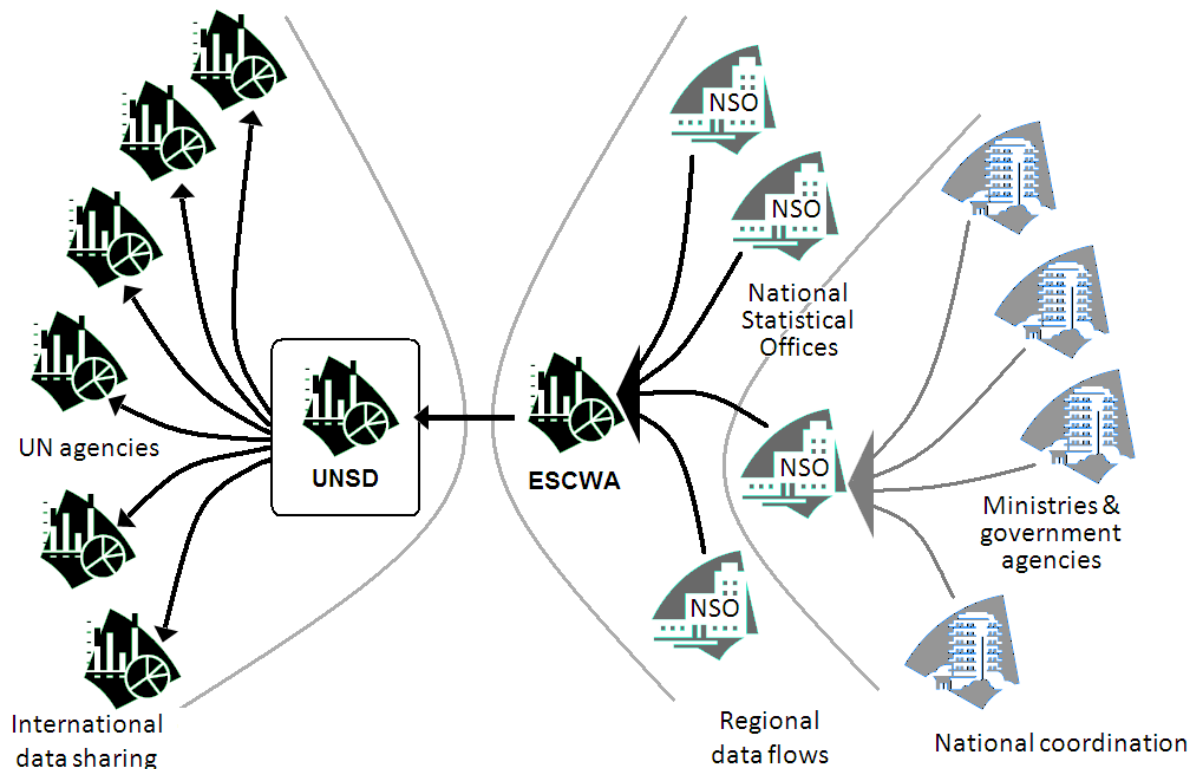 NSO
NSO
National
Statistical
Offices
UN agencies
UNSD
ESCWA
NSO
Ministries &
government
agencies
NSO
International
data sharing
Regional
data flows
National coordination